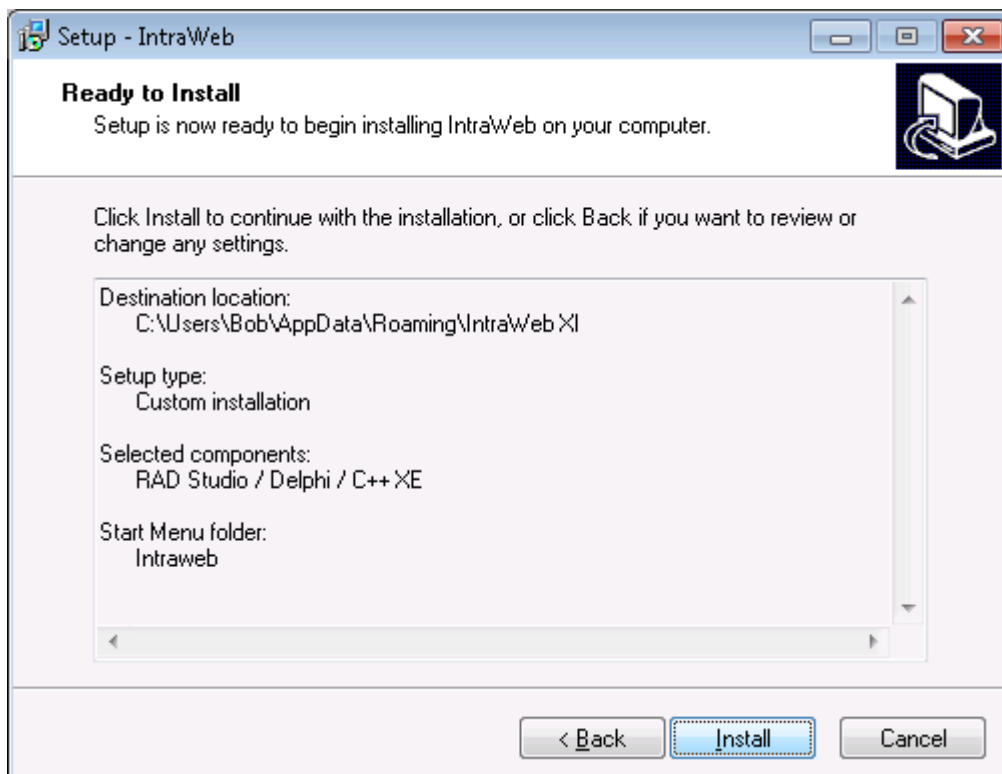 Setup - IntraWeb
Ready to Install
Setup is now ready to begin installing IntraWeb on your computer.
Click Install to continue with the installation, or click Back if you want to review or
change any settings.
Destination location:
C:\Users\Bob\AppData\Roaming\IntraWeb XI
Setup type:
Custom installation
Selected components:
RAD Studio / Delphi / C++ XE
Start Menu folder:
Intraweb
< Back
Install
Cancel